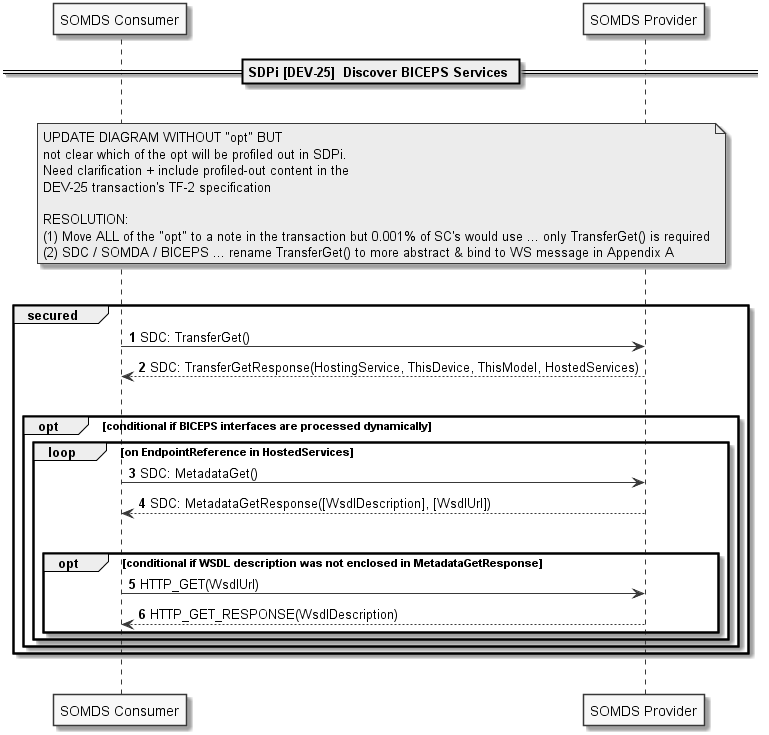 SOMDS Consumer
SOMDS Provider
SDPi [DEV-25]  Discover BICEPS Services
UPDATE DIAGRAM WITHOUT "opt" BUT
not clear which of the opt will be profiled out in SDPi.
Need clarification + include profiled-out content in the
DEV-25 transaction's TF-2 specification
RESOLUTION:
(1) Move ALL of the "opt" to a note in the transaction but 0.001% of SC's would use ... only TransferGet() is required
(2) SDC / SOMDA / BICEPS ... rename TransferGet() to more abstract & bind to WS message in Appendix A
secured
1 SDC: TransferGet()
2 SDC: TransferGetResponse(HostingService, ThisDevice, ThisModel, HostedServices)
opt [conditional if BICEPS interfaces are processed dynamically]
loop [on EndpointReference in HostedServices]
3 SDC: MetadataGet()
4 SDC: MetadataGetResponse([WsdlDescription], [WsdlUrl])
opt [conditional if WSDL description was not enclosed in MetadataGetResponse]
5 HTTP_GET(WsdlUrl)
6 HTTP_GET_RESPONSE(WsdlDescription)
SOMDS Consumer
SOMDS Provider